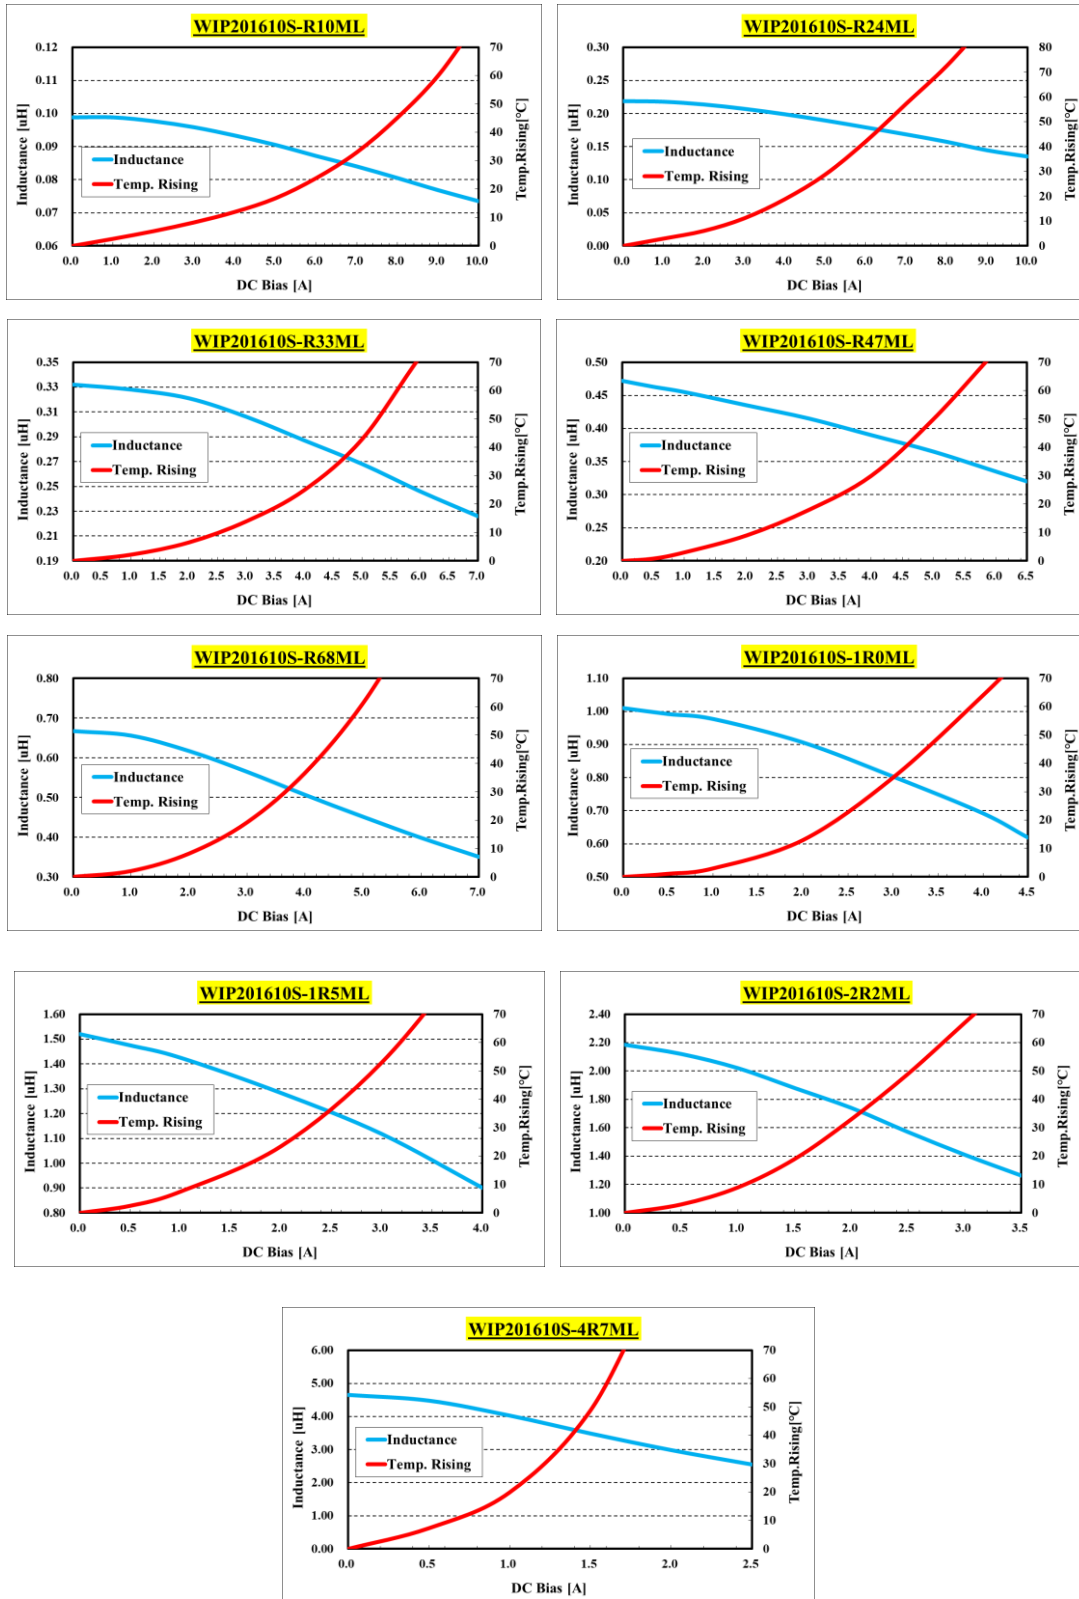 WIP201610S-R10ML
Inductance [uH]
0.12
0.11
0.10
0.09
0.08
0.07
0.06
Inductance
Temp. Rising
70
60
50
40
30
20
10
0
Temp.Rising[°C]
0.0 1.0 2.0 3.0 4.0 5.0 6.0 7.0 8.0 9.0 10.0
DC Bias [A]
WIP201610S-R24ML
Inductance [uH]
0.30
0.25
0.20
0.15
0.10
0.05
0.00
Inductance
Temp. Rising
80
70
60
50
40
30
20
10
0
Temp.Rising[°C]
0.0 1.0 2.0 3.0 4.0 5.0 6.0 7.0 8.0 9.0 10.0
DC Bias [A]
WIP201610S-R33ML
Inductance [uH]
0.35
0.33
0.31
0.29
0.27
0.25
0.23
0.21
0.19
Inductance
Temp. Rising
70
60
50
40
30
20
10
0
Temp.Rising[°C]
0.0 0.5 1.0 1.5 2.0 2.5 3.0 3.5 4.0 4.5 5.0 5.5 6.0 6.5 7.0
DC Bias [A]
WIP201610S-R47ML
Inductance [uH]
0.50
0.45
0.40
0.35
0.30
0.25
0.20
Inductance
Temp. Rising
70
60
50
40
30
20
10
0
Temp.Rising[°C]
0.0 0.5 1.0 1.5 2.0 2.5 3.0 3.5 4.0 4.5 5.0 5.5 6.0 6.5
DC Bias [A]
WIP201610S-R68ML
Inductance [uH]
0.80
0.70
0.60
0.50
0.40
0.30
Inductance
Temp. Rising
70
60
50
40
30
20
10
0
Temp.Rising[°C]
0.0 1.0 2.0 3.0 4.0 5.0 6.0 7.0
DC Bias [A]
WIP201610S-1R0ML
Inductance [uH]
1.10
1.00
0.90
0.80
0.70
0.60
0.50
Inductance
Temp. Rising
70
60
50
40
30
20
10
0
Temp.Rising[°C]
0.0 0.5 1.0 1.5 2.0 2.5 3.0 3.5 4.0 4.5
DC Bias [A]
WIP201610S-1R5ML
Inductance [uH]
1.60
1.50
1.40
1.30
1.20
1.10
1.00
0.90
0.80
Inductance
Temp. Rising
70
60
50
40
30
20
10
0
Temp.Rising[°C]
0.0 0.5 1.0 1.5 2.0 2.5 3.0 3.5 4.0
DC Bias [A]
WIP201610S-2R2ML
Inductance [uH]
2.40
2.20
2.00
1.80
1.60
1.40
1.20
1.00
Inductance
Temp. Rising
70
60
50
40
30
20
10
0
Temp.Rising[°C]
0.0 0.5 1.0 1.5 2.0 2.5 3.0 3.5
DC Bias [A]
WIP201610S-4R7ML
Inductance [uH]
6.00
5.00
4.00
3.00
2.00
1.00
0.00
Inductance
Temp. Rising
70
60
50
40
30
20
10
0
Temp.Rising[°C]
0.0 0.5 1.0 1.5 2.0 2.5
DC Bias [A]